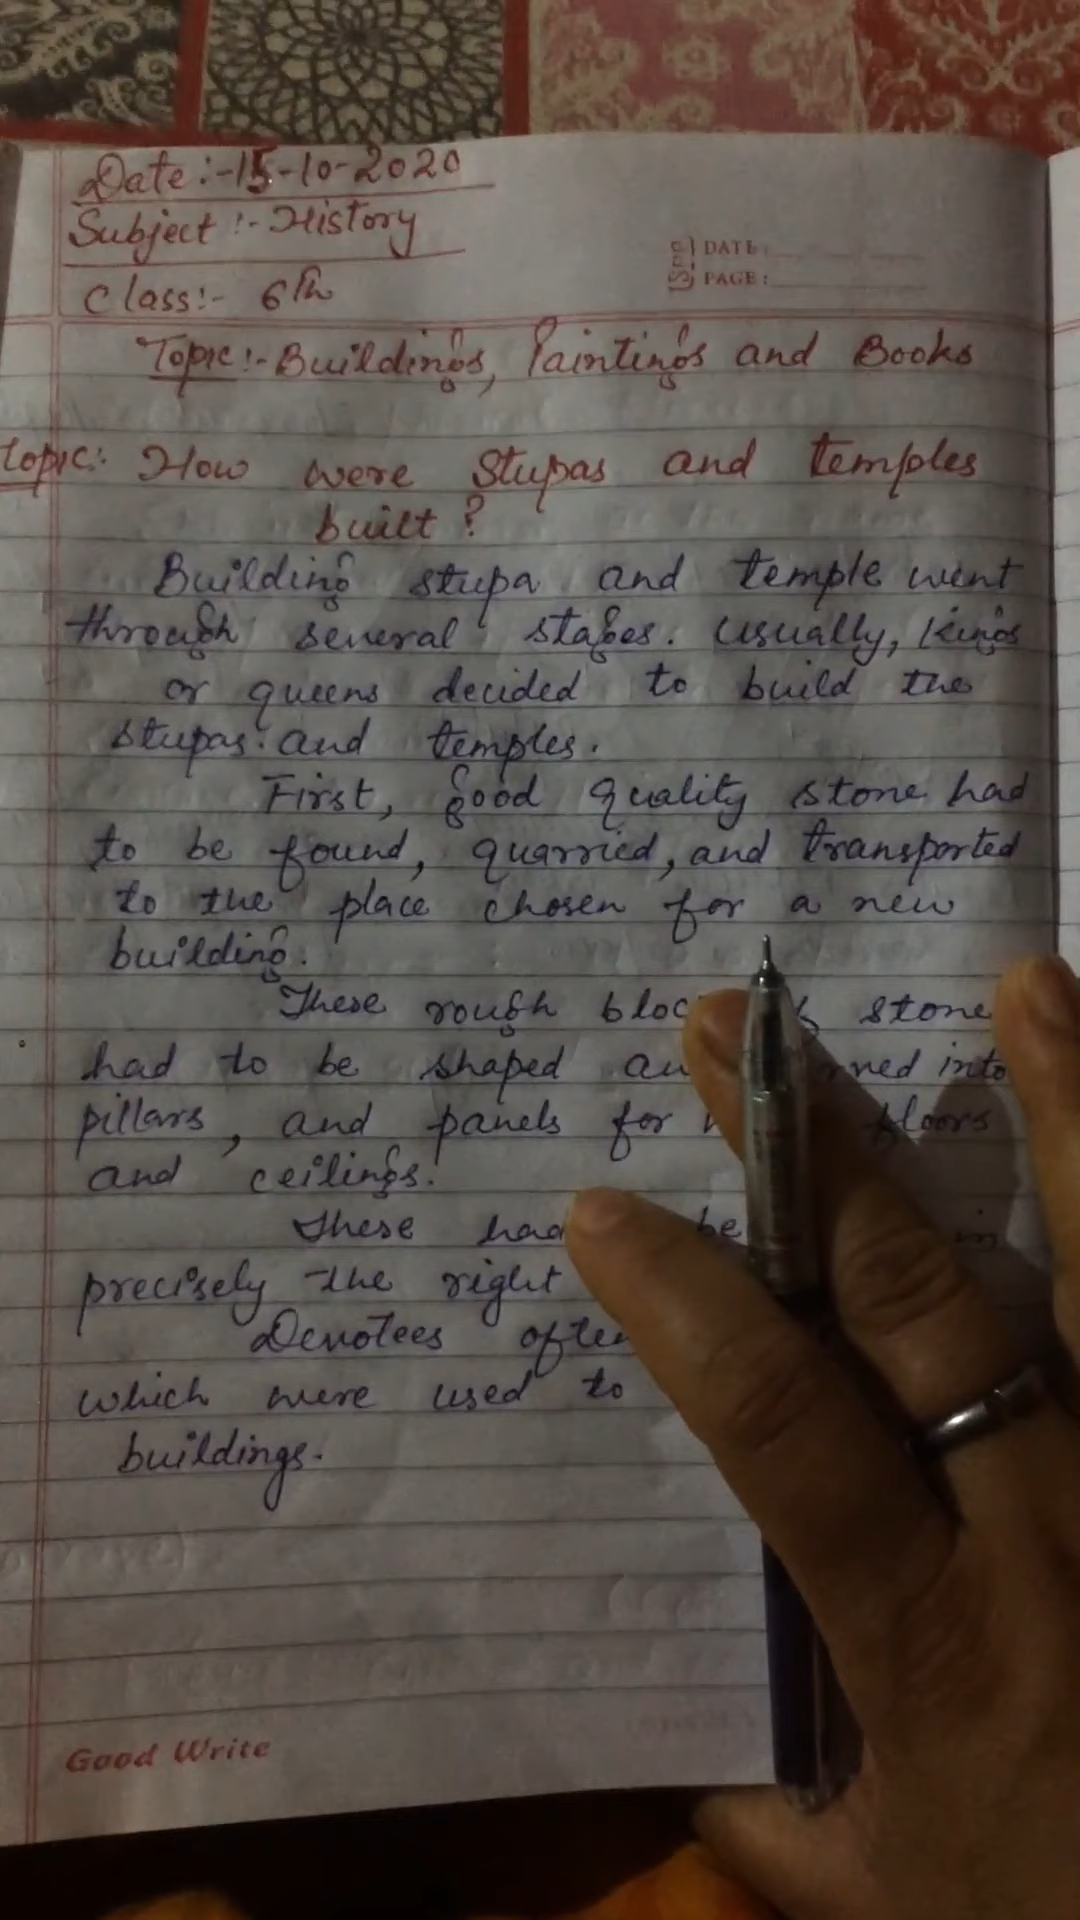 Date:-15-10-2020
Subject:- History
DATE:
PAGE:
Class:- 6th
Topic:- Buildings, Paintings and Books
topic: How were Stupas and temples
built?
Building stupa and temple went
through several stages. Usually, kings
or queens decided to build the
stupas and temples.
First, good quality stone had
to be found, quarried, and transported
to the place chosen for a new
building.
These rough stone
had to be shaped into
pillars, and panels for floors
and ceilings.
These had be in
precisely the right
Devotees often
which were used to
buildings.
Good Write